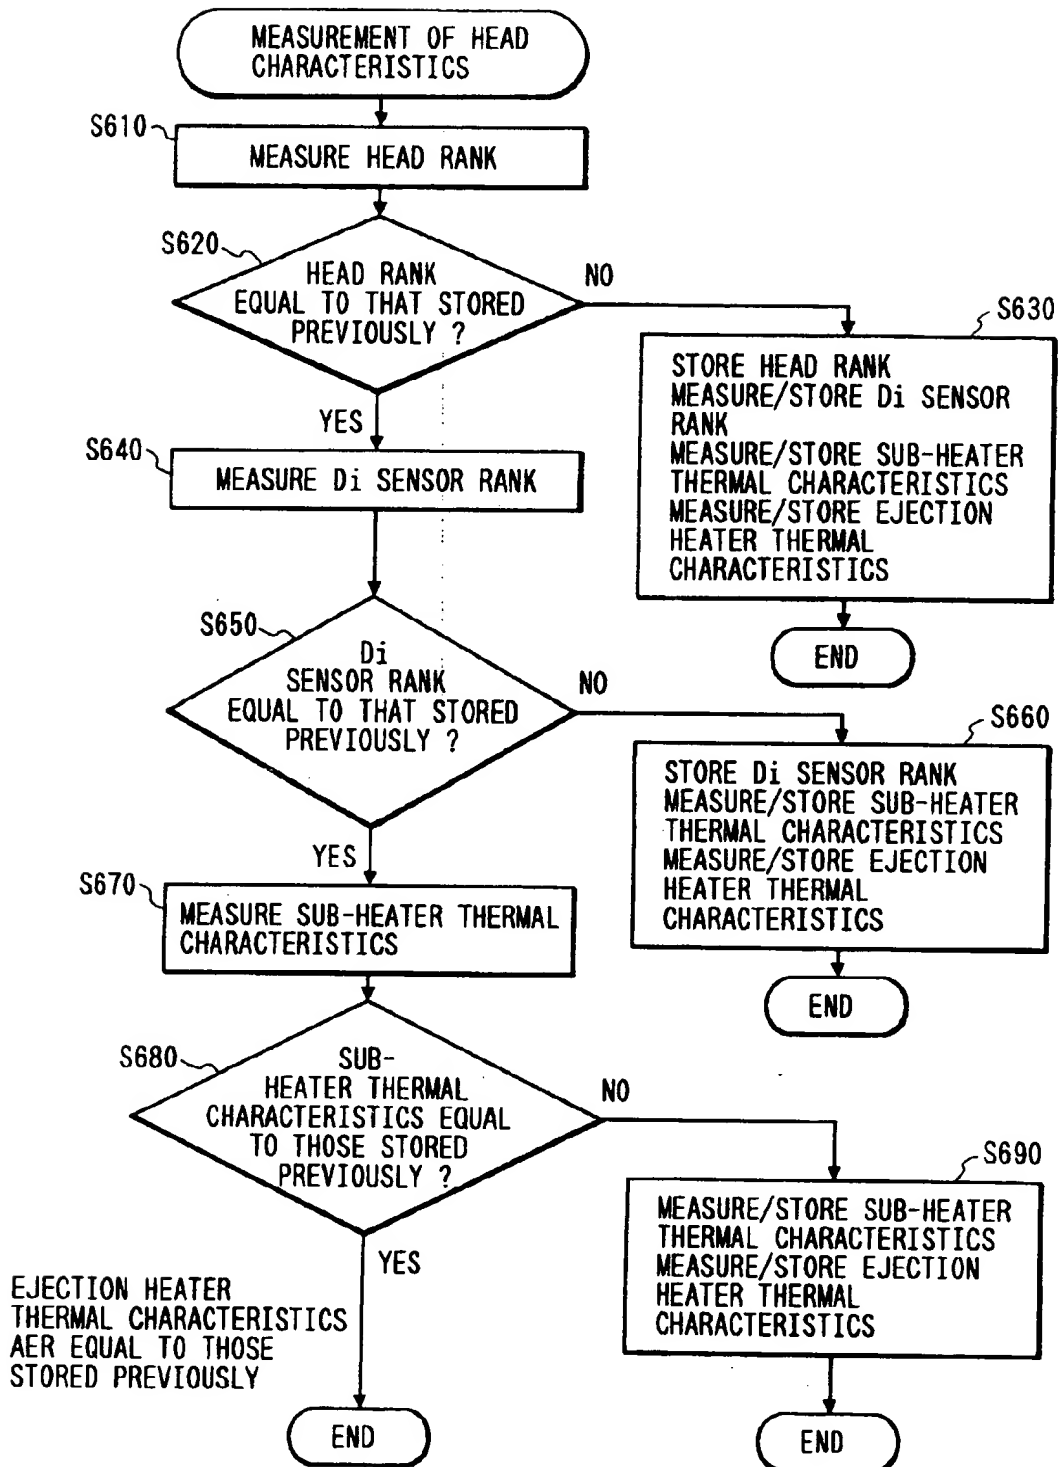 MEASUREMENT OF HEAD
CHARACTERISTICS
S610
MEASURE HEAD RANK
S620
HEAD RANK
EQUAL TO THAT STORED
PREVIOUSLY ?
NO
YES
S630
STORE HEAD RANK
MEASURE/STORE Di SENSOR
RANK
MEASURE/STORE SUB-HEATER
THERMAL CHARACTERISTICS
MEASURE/STORE EJECTION
HEATER THERMAL
CHARACTERISTICS
END
S640
MEASURE Di SENSOR RANK
S650
Di
SENSOR RANK
EQUAL TO THAT STORED
PREVIOUSLY ?
NO
YES
S660
STORE Di SENSOR RANK
MEASURE/STORE SUB-HEATER
THERMAL CHARACTERISTICS
MEASURE/STORE EJECTION
HEATER THERMAL
CHARACTERISTICS
END
S670
MEASURE SUB-HEATER THERMAL
CHARACTERISTICS
S680
SUB-
HEATER THERMAL
CHARACTERISTICS EQUAL
TO THOSE STORED
PREVIOUSLY ?
NO
YES
S690
MEASURE/STORE SUB-HEATER
THERMAL CHARACTERISTICS
MEASURE/STORE EJECTION
HEATER THERMAL
CHARACTERISTICS
END
EJECTION HEATER
THERMAL CHARACTERISTICS
AER EQUAL TO THOSE
STORED PREVIOUSLY
END